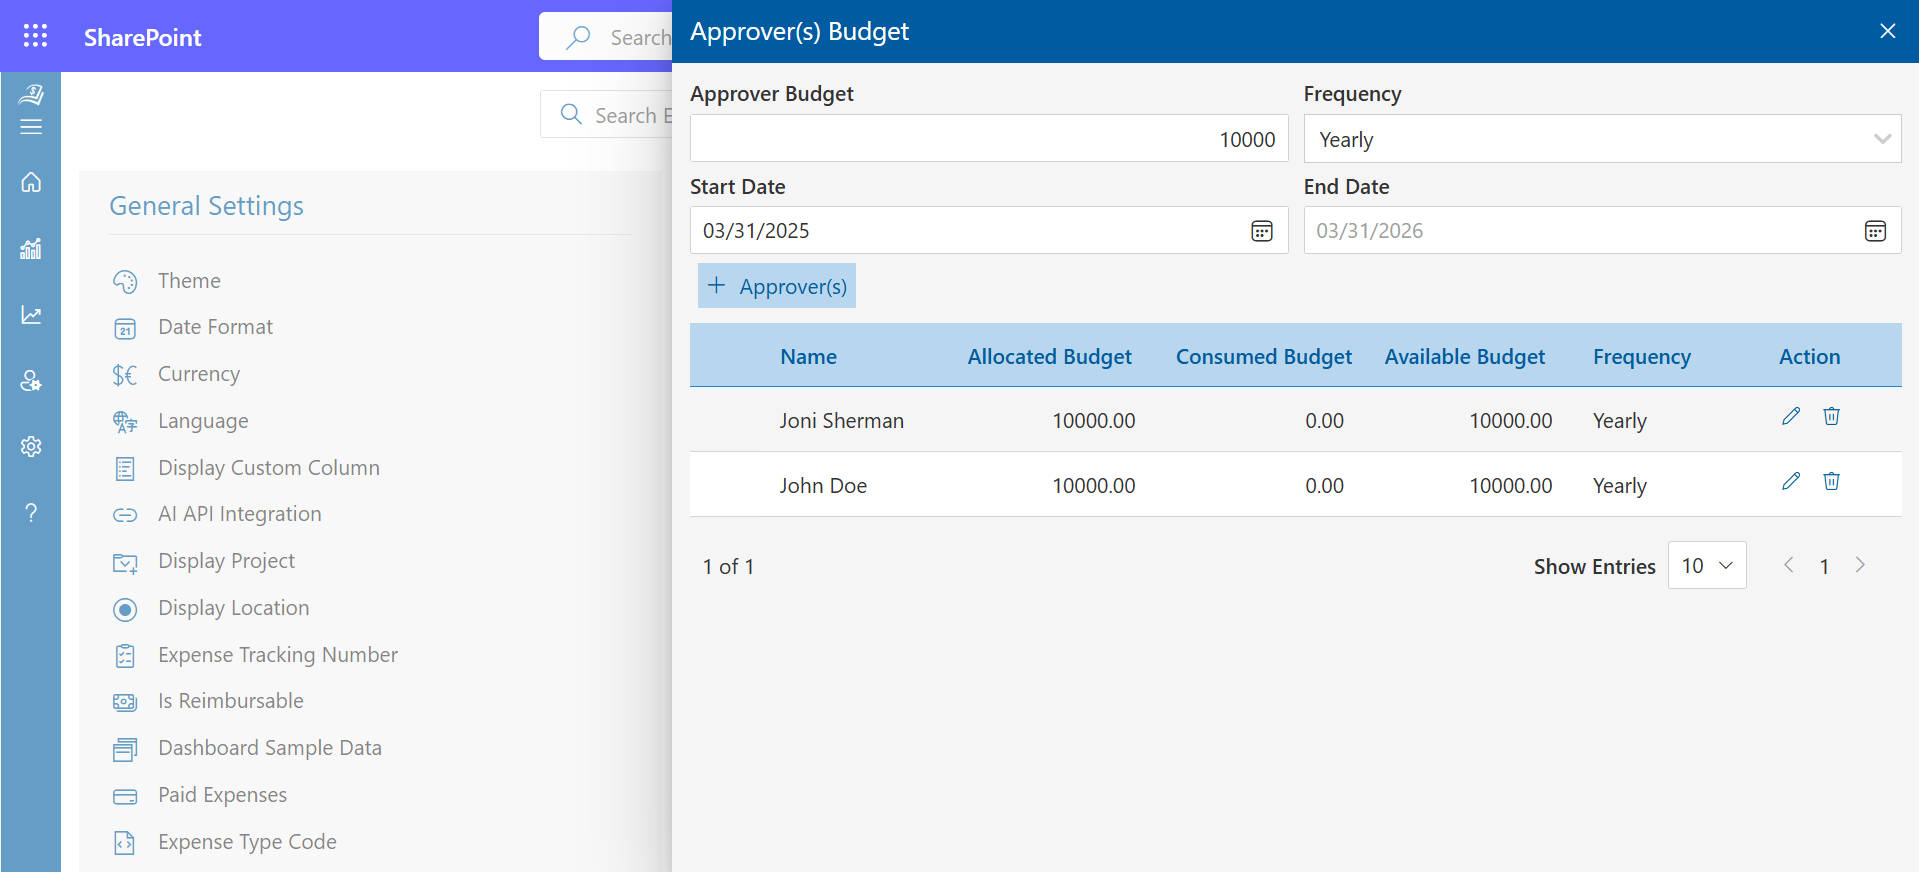 SharePoint
Search
Search E
General Settings
Theme
21
Date Format
Currency
Language
Display Custom Column
AI API Integration
Display Project
Display Location
Expense Tracking Number
Is Reimbursable
Dashboard Sample Data
Paid Expenses
Expense Type Code
Approver(s) Budget
Approver Budget Frequency
10000 Yearly
Start Date End Date
03/31/2025 03/31/2026
+ Approver(s)
Name Allocated Budget Consumed Budget Available Budget Frequency Action
Joni Sherman 10000.00 0.00 10000.00 Yearly
John Doe 10000.00 0.00 10000.00 Yearly
1 of 1 Show Entries 10 1